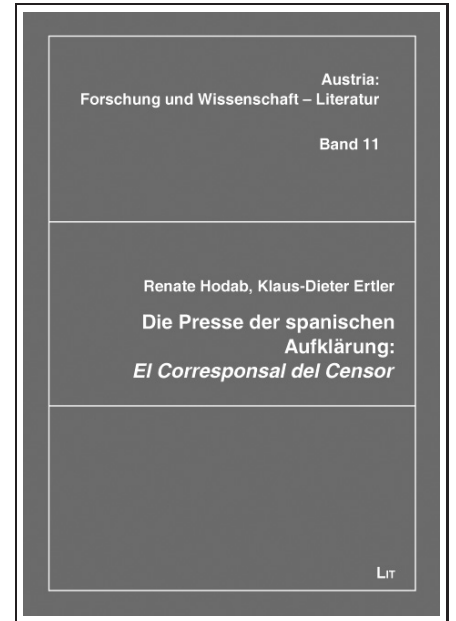 Austria:
Forschung und Wissenschaft – Literatur
Band 11
Renate Hodab, Klaus-Dieter Ertler
Die Presse der spanischen
Aufklärung:
El Corresponsal del Censor
LIT